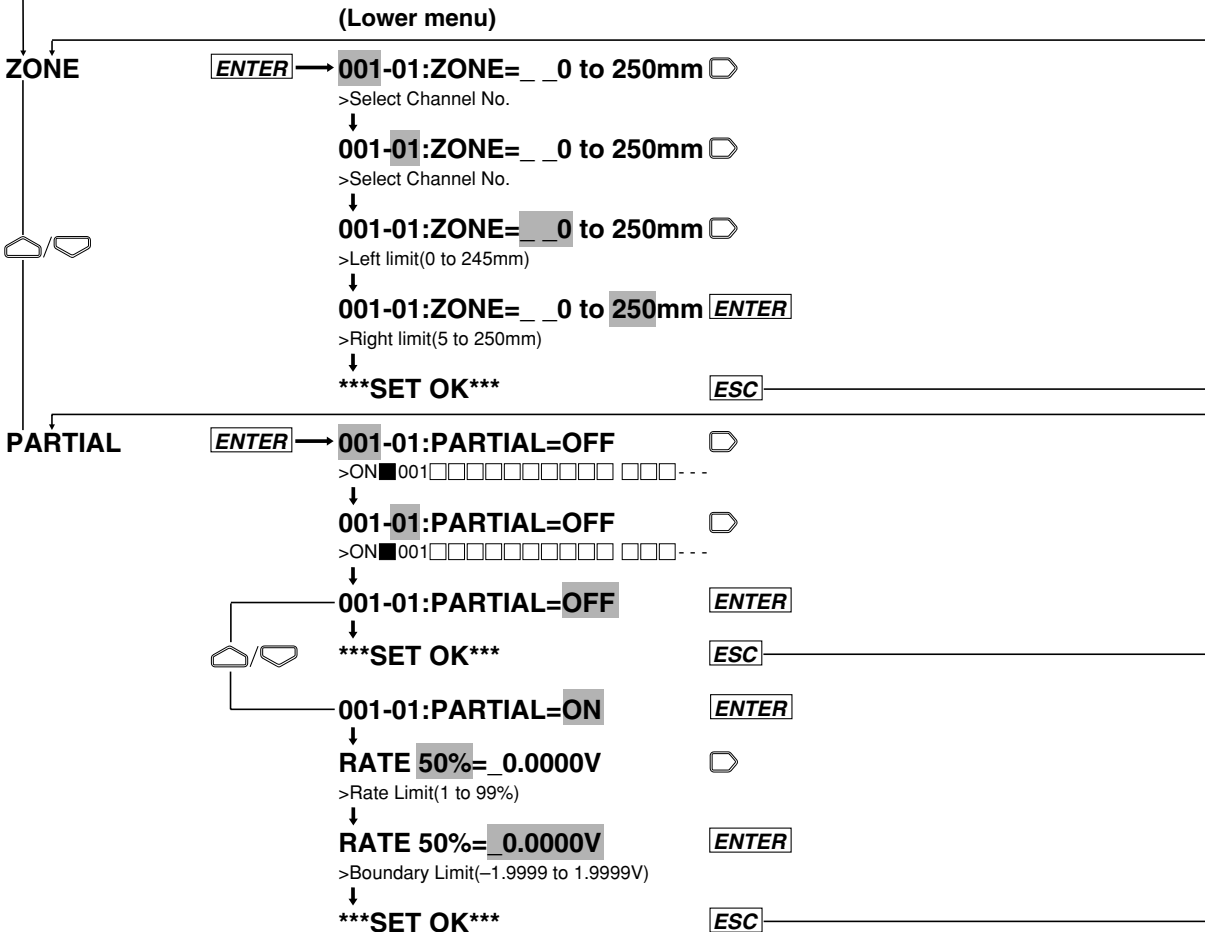 (Lower menu)
ZONE ENTER 001-01:ZONE=_ _0 to 250mm
>Select Channel No.
001-01:ZONE=_ _0 to 250mm
>Select Channel No.
001-01:ZONE=_ _0 to 250mm
/
>Left limit(0 to 245mm)
001-01:ZONE=_ _0 to 250mm ENTER
>Right limit(5 to 250mm)
***SET OK*** ESC
PARTIAL ENTER 001-01:PARTIAL=OFF
>ON■001□□□□□□□□□□ □□□- - -
001-01:PARTIAL=OFF
>ON■001□□□□□□□□□□ □□□- - -
001-01:PARTIAL=OFF ENTER
/ ***SET OK*** ESC
001-01:PARTIAL=ON ENTER
RATE 50%=_0.0000V
>Rate Limit(1 to 99%)
RATE 50%=_0.0000V ENTER
>Boundary Limit(–1.9999 to 1.9999V)
***SET OK*** ESC